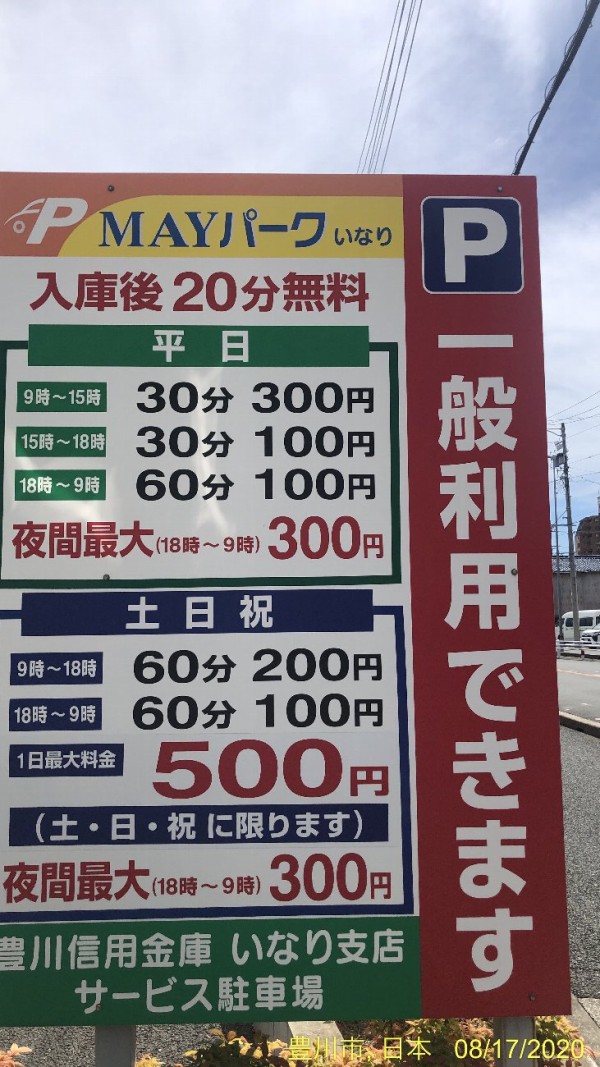 P MAYパーク いなり
入庫後20分無料
平日
9時～15時 30分 300円
15時～18時 30分 100円
18時～9時 60分 100円
夜間最大(18時～9時) 300円
土日祝
9時～18時 60分 200円
18時～9時 60分 100円
1日最大料金 500円
（土・日・祝 に限ります）
夜間最大(18時～9時) 300円
豊川信用金庫 いなり支店
サービス駐車場
P
一般利用できます
豊川市, 日本 08/17/2020